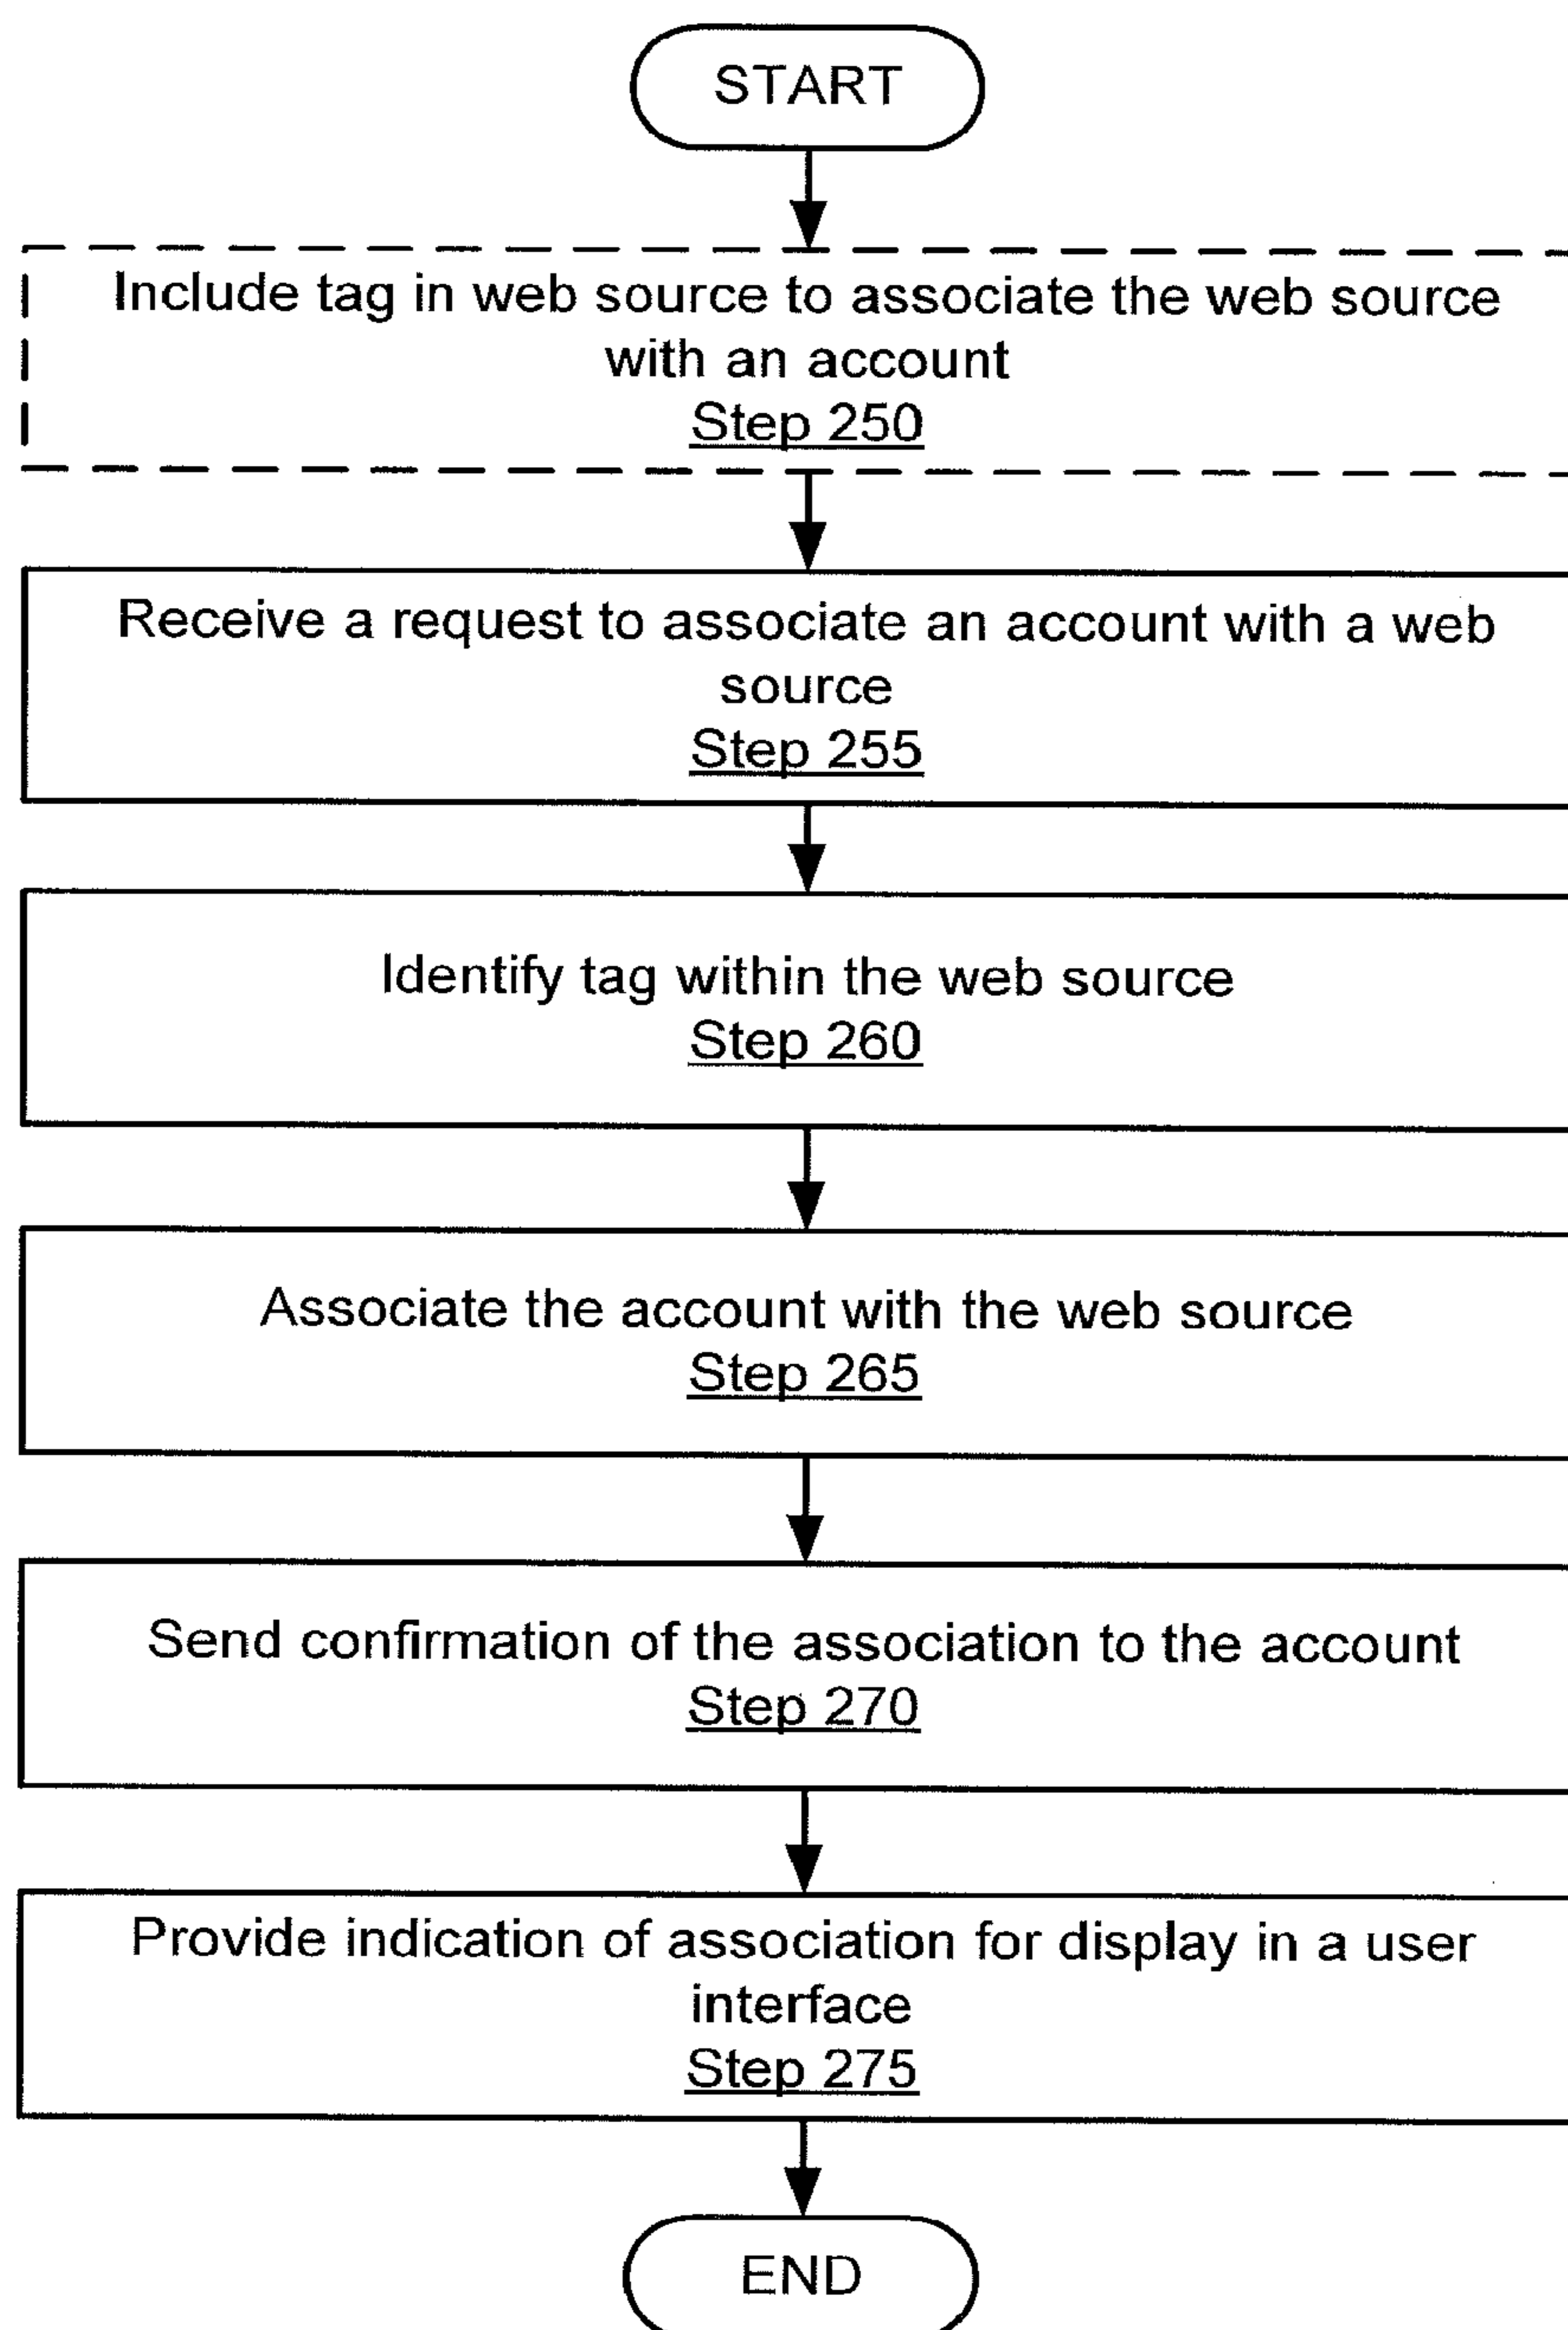 START
Include tag in web source to associate the web source
with an account
Step 250
Receive a request to associate an account with a web
source
Step 255
Identify tag within the web source
Step 260
Associate the account with the web source
Step 265
Send confirmation of the association to the account
Step 270
Provide indication of association for display in a user
interface
Step 275
END